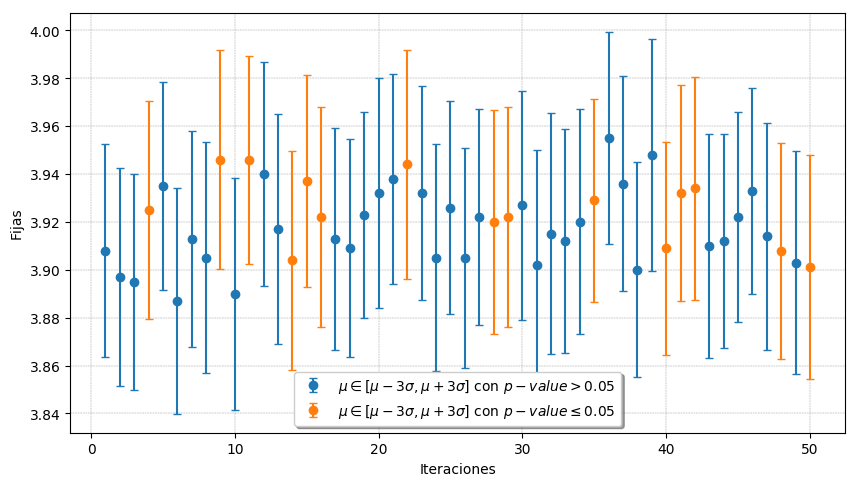 4.00
3.98
3.96
3.94
3.92
3.90
3.88
3.86
3.84
Fijas
μ ∈ [μ − 3σ, μ + 3σ] con p − value > 0.05
μ ∈ [μ − 3σ, μ + 3σ] con p − value ≤ 0.05
0 10 20 30 40 50
Iteraciones